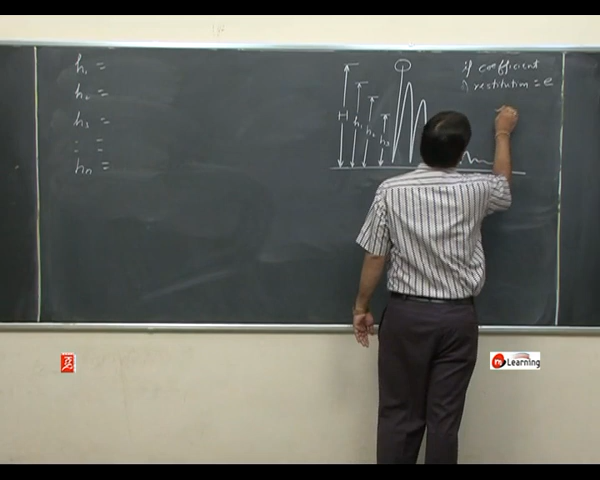 h₁ =
h₂ =
h₃ =
: =
hₙ =
H
h₁
h₂
h₃
if coefficient
of restitution = e
Learning